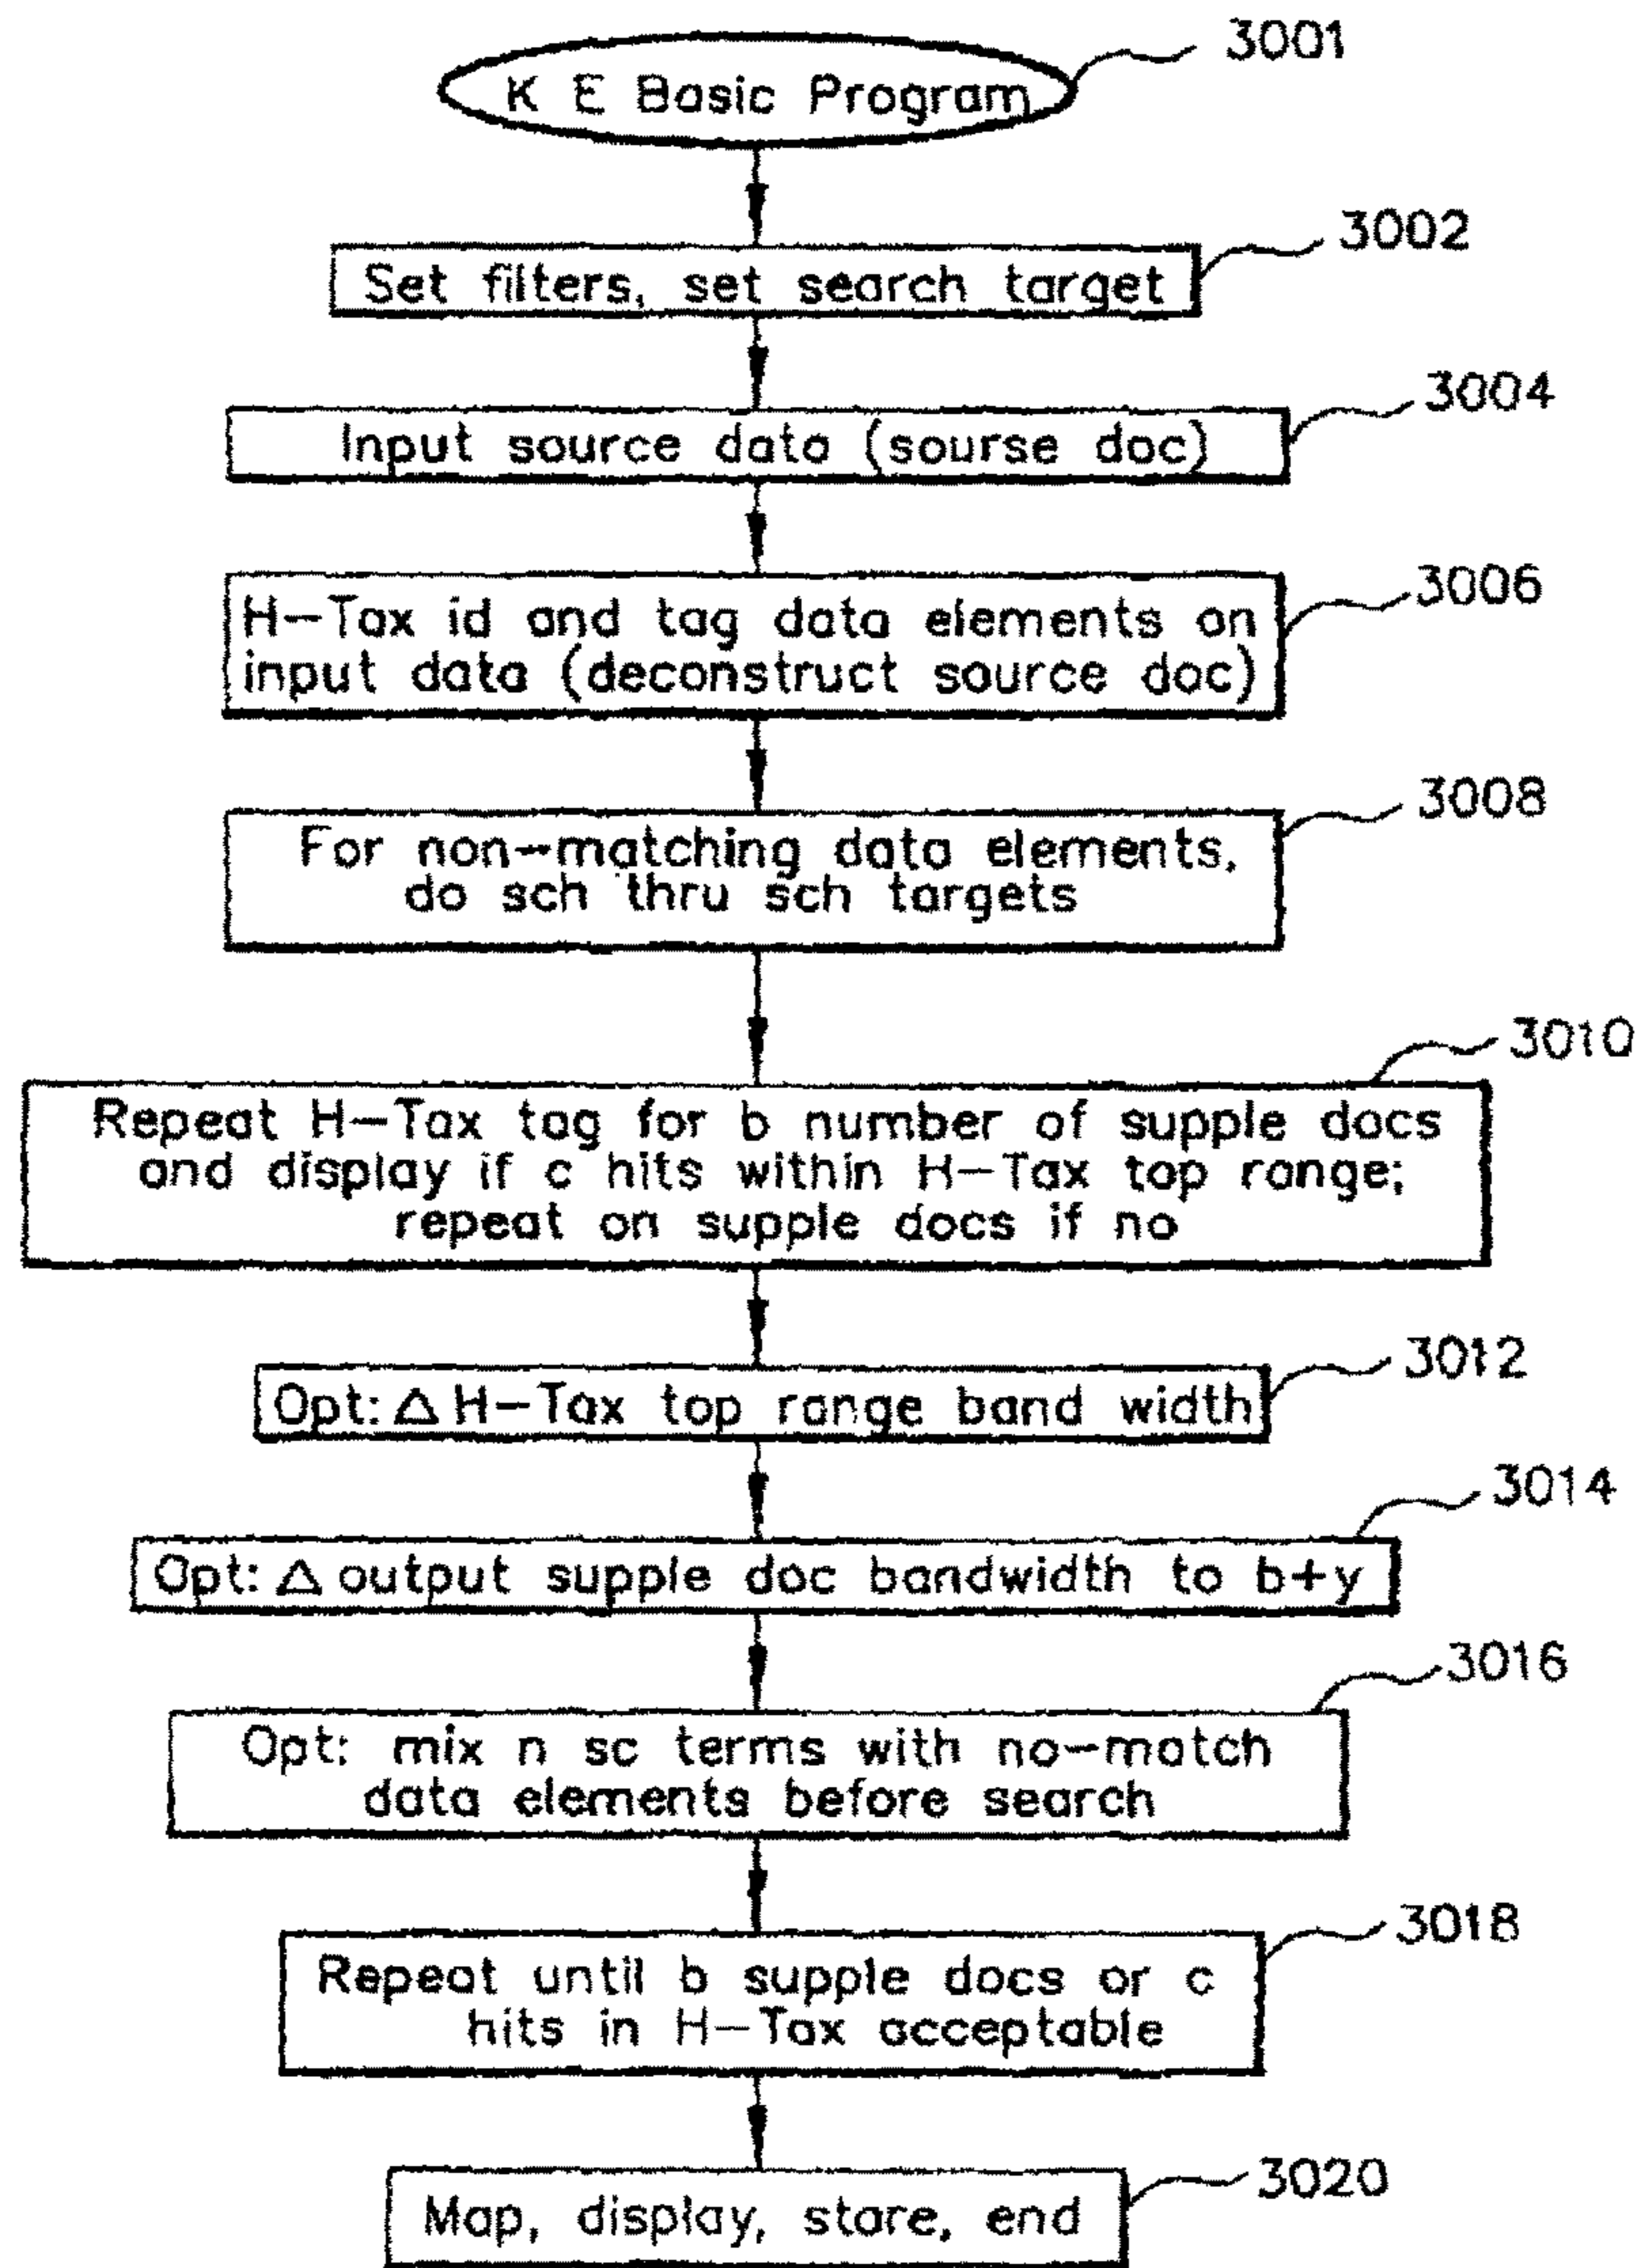 K E Basic Program
3001
Set filters, set search target
3002
Input source data (sourse doc)
3004
H-Tax id and tag data elements on
input data (deconstruct source doc)
3006
For non-matching data elements,
do sch thru sch targets
3008
Repeat H-Tax tag for b number of supple docs
and display if c hits within H-Tax top range;
repeat on supple docs if no
3010
Opt: Δ H-Tax top range band width
3012
Opt: Δ output supple doc bandwidth to b+y
3014
Opt: mix n sc terms with no-match
data elements before search
3016
Repeat until b supple docs or c
hits in H-Tax acceptable
3018
Map, display, store, end
3020